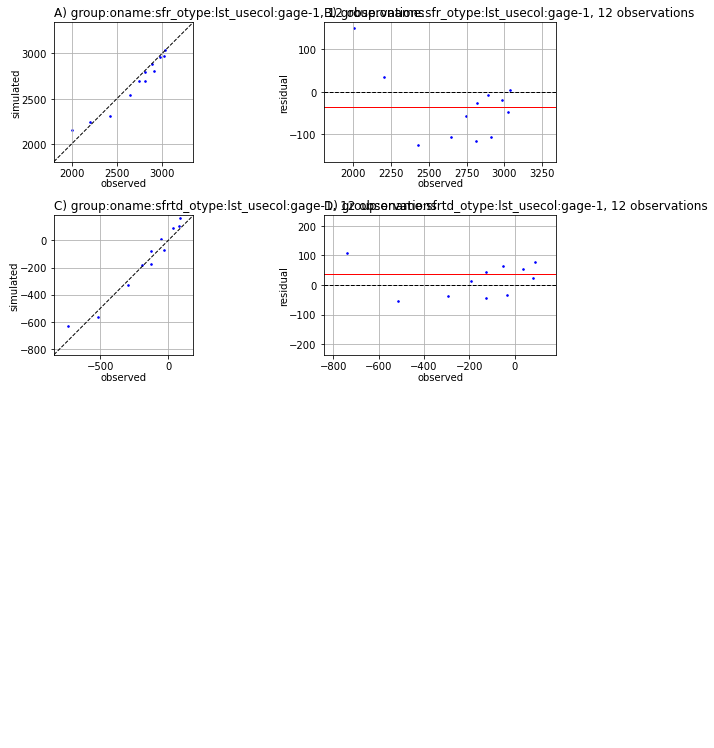 A) group:oname:sfr_otype:lst_usecol:gage-1, 12 observations
B) group:oname:sfr_otype:lst_usecol:gage-1, 12 observations
3000
2500
2000
simulated
2000 2500 3000
observed
100
0
−100
residual
2000 2250 2500 2750 3000 3250
observed
C) group:oname:sfrtd_otype:lst_usecol:gage-1, 12 observations
D) group:oname:sfrtd_otype:lst_usecol:gage-1, 12 observations
0
−200
−400
−600
−800
simulated
−500 0
observed
200
100
0
−100
−200
residual
−800 −600 −400 −200 0
observed